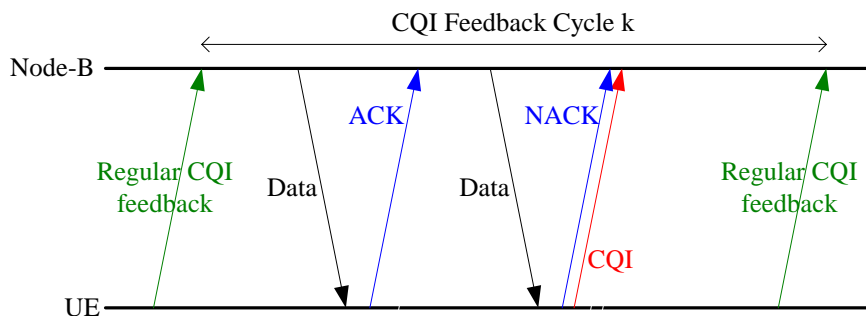 CQI Feedback Cycle k
Node-B
ACK
NACK
Regular CQI
feedback
Data
Data
Regular CQI
feedback
CQI
UE